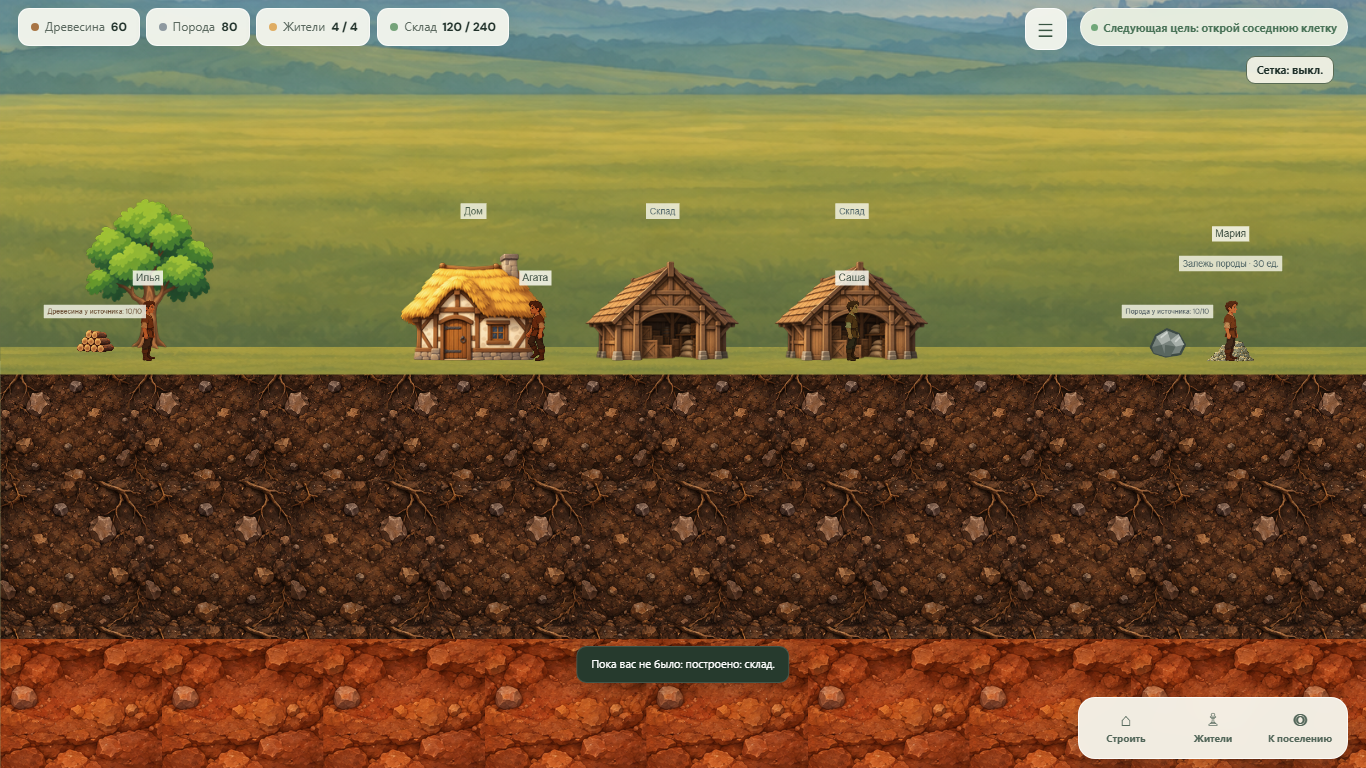 Древесина 60
Порода 80
Жители 4 / 4
Склад 120 / 240
Следующая цель: открой соседнюю клетку
Сетка: выкл.
Дом
Склад
Склад
Мария
Залежь породы · 30 ед.
Илья
Агата
Саша
Древесина у источника: 10/10
Порода у источника: 10/10
Пока вас не было: построено: склад.
Строить
Жители
К поселению